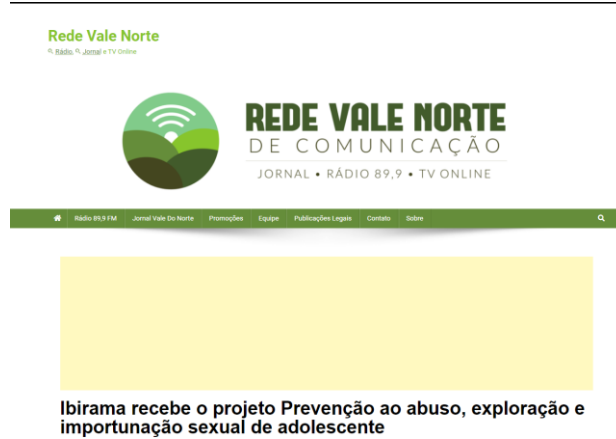 Rede Vale Norte
Rádio, Jornal e TV Online
REDE VALE NORTE
DE COMUNICAÇÃO
JORNAL • RÁDIO 89,9 • TV ONLINE
Rádio 89,9 FM Jornal Vale Do Norte Promoções Equipe Publicações Legais Contato Sobre
Ibirama recebe o projeto Prevenção ao abuso, exploração e
importunação sexual de adolescente